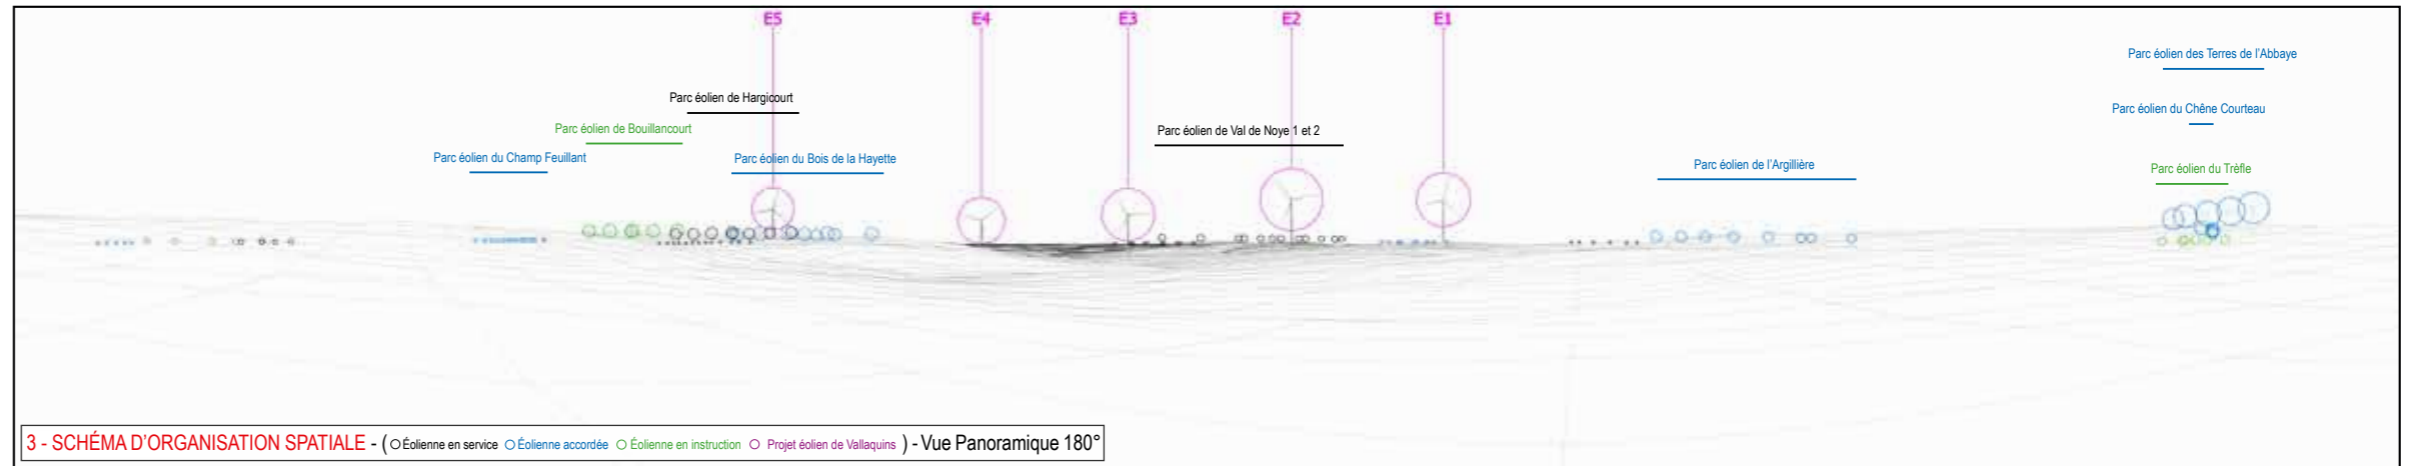 E5 E4 E3 E2 E1
Parc éolien des Terres de l'Abbaye
Parc éolien de Hargicourt
Parc éolien du Chêne Courteau
Parc éolien de Bouillancourt
Parc éolien de Val de Noye 1 et 2
Parc éolien du Champ Feuillant
Parc éolien du Bois de la Hayette
Parc éolien de l'Argillière
Parc éolien du Trèfle
3 - SCHÉMA D'ORGANISATION SPATIALE - ( Éolienne en service Éolienne accordée Éolienne en instruction Projet éolien de Vallaquins ) - Vue Panoramique 180°